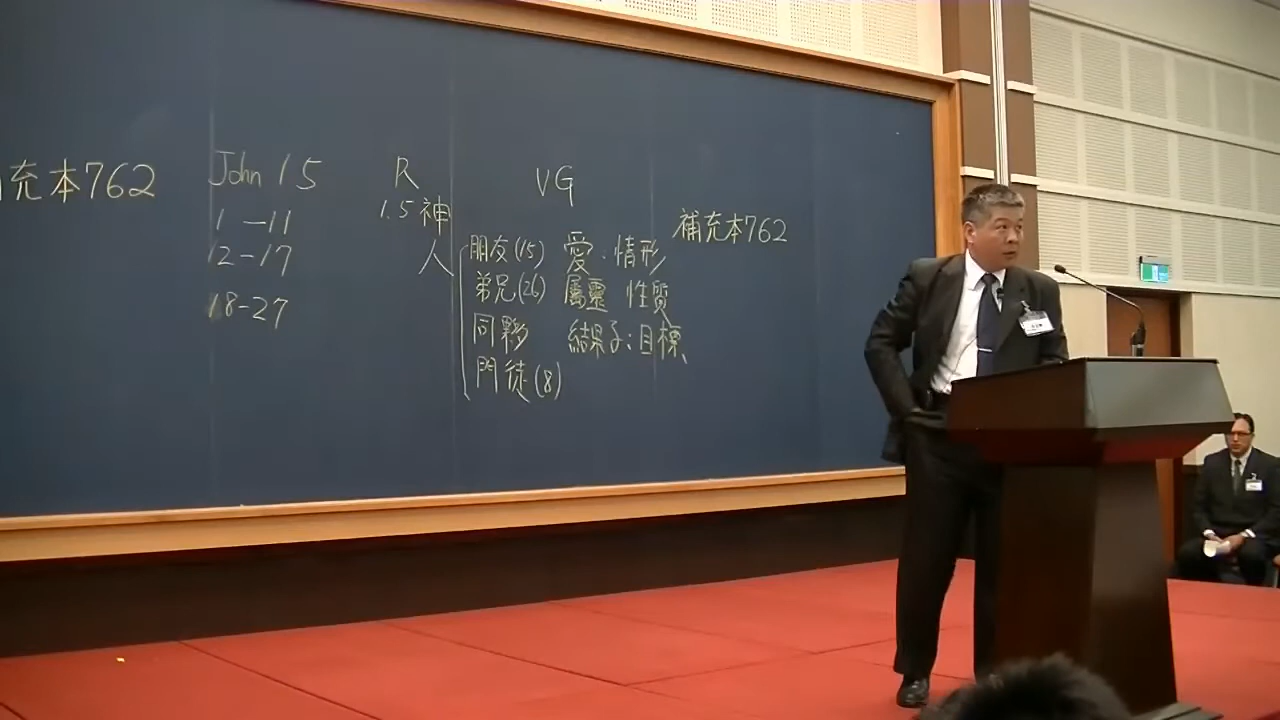 充本762
John 15
1-11
12-17
18-27
R
1.5神
人
VG
朋友(15) 愛.情形
弟兄(26) 屬靈 性質
同夥 結果子:目標
門徒(8)
補充本762